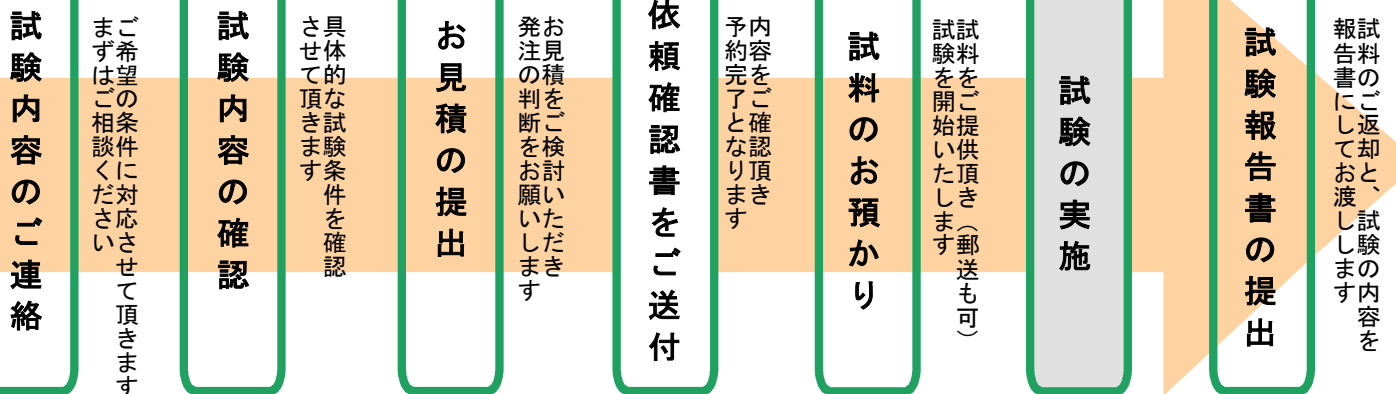 試験内容のご連絡
ご希望の条件に対応させて頂きます
まずはご相談ください
試験内容の確認
具体的な試験条件を確認
させて頂きます
お見積の提出
お見積をご検討いただき
発注の判断をお願いします
依頼確認書をご送付
内容をご確認頂き
予約完了となります
試料のお預かり
試料をご提供頂き（郵送も可）
試験を開始いたします
試験の実施
試験報告書の提出
試料のご返却と、試験の内容を
報告書にしてお渡しします